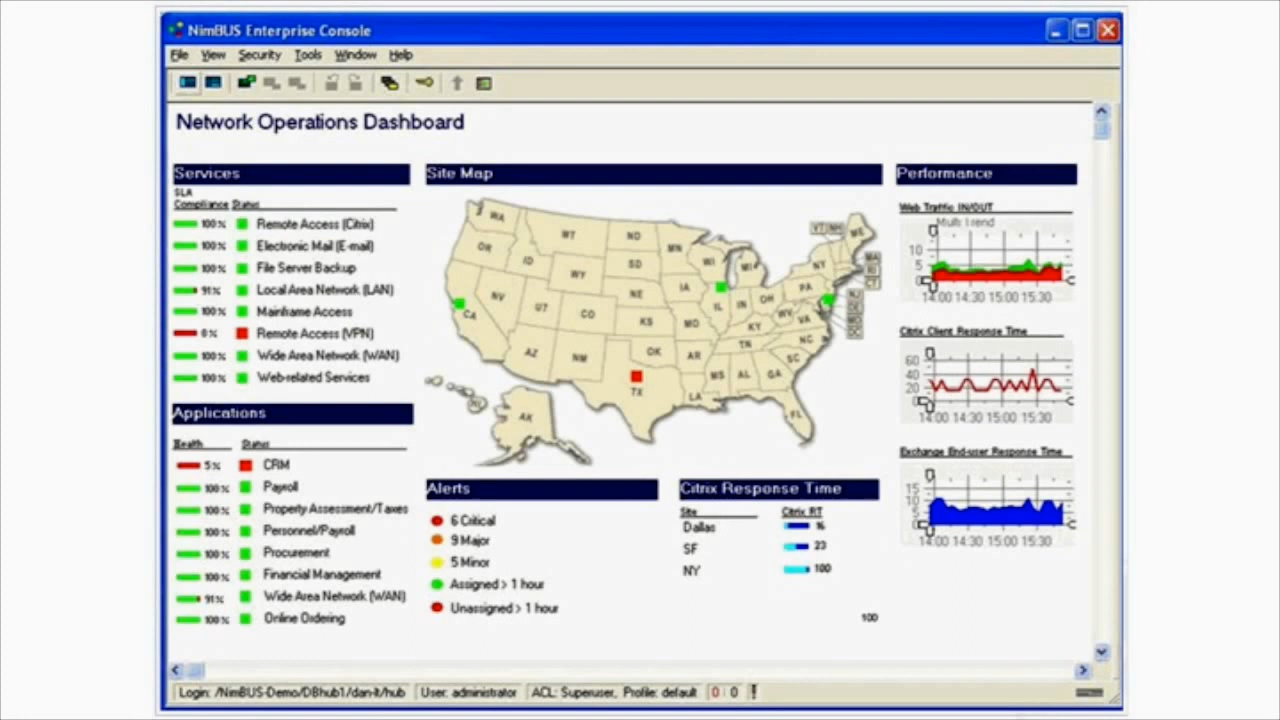 NimBUS Enterprise Console
File View Security Tools Window Help
Network Operations Dashboard
Services
SLA
Compliance Status
100% Remote Access (Citrix)
100% Electronic Mail (E-mail)
100% File Server Backup
91% Local Area Network (LAN)
100% Mainframe Access
0% Remote Access (VPN)
100% Wide Area Network (WAN)
100% Web-related Services
Applications
Health Status
5% CRM
100% Payroll
100% Property Assessment/Taxes
100% Personnel/Payroll
100% Procurement
100% Financial Management
91% Wide Area Network (WAN)
100% Online Ordering
Site Map
WA
MT
ND
MN
VT NH
ME
OR
ID
SD
WI
MI
NY
MA
RI
CT
WY
NE
IA
PA
NJ
NV
UT
CO
IL
IN
OH
WV
VA
CA
KS
MO
KY
AZ
NM
OK
AR
TN
NC
SC
TX
LA
MS
AL
GA
FL
AK
Alerts
6 Critical
9 Major
5 Minor
Assigned > 1 hour
Unassigned > 1 hour
Citrix Response Time
Site Citrix RT
Dallas 16
SF 23
NY 100
100
Performance
Web Traffic IN/OUT
Multi Trend
10
5
0
14:00 14:30 15:00 15:30
Citrix Client Response Time
60
40
20
0
14:00 14:30 15:00 15:30
Exchange End-user Response Time
15
10
5
0
14:00 14:30 15:00 15:30
Login: /NimBUS-Demo/DBhub1/dan-it/hub User: administrator ACL: Superuser, Profile: default 0 0 !